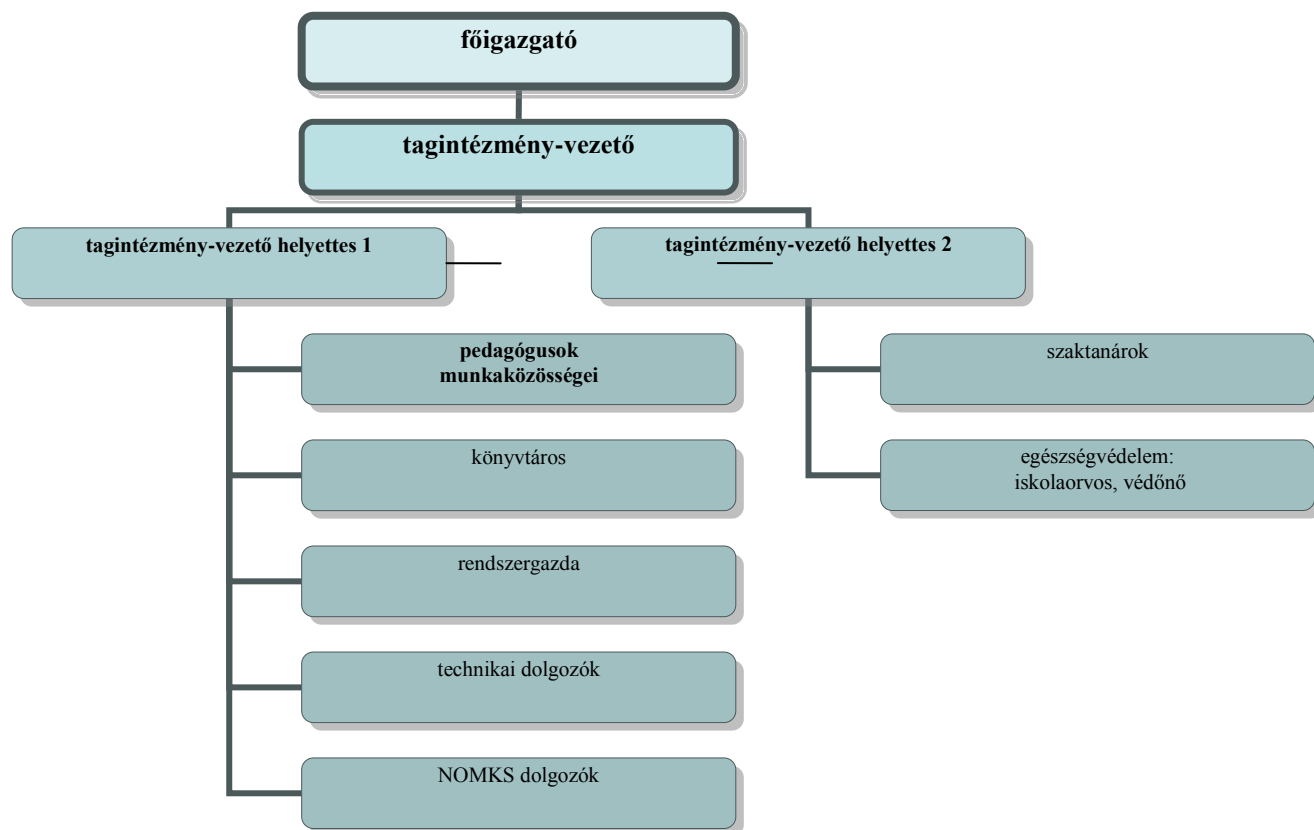 főigazgató
tagintézmény-vezető
tagintézmény-vezető helyettes 1
tagintézmény-vezető helyettes 2
pedagógusok
munkaközösségei
könyvtáros
rendszergazda
technikai dolgozók
NOMKS dolgozók
szaktanárok
egészségvédelem:
iskolaorvos, védőnő